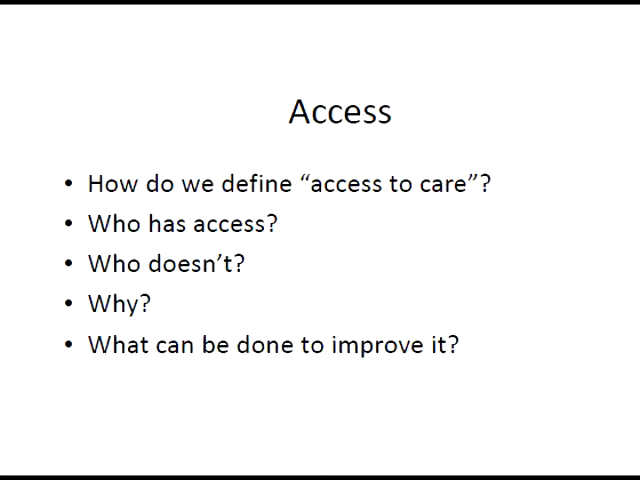 Access
• How do we define “access to care”?
• Who has access?
• Who doesn’t?
• Why?
• What can be done to improve it?